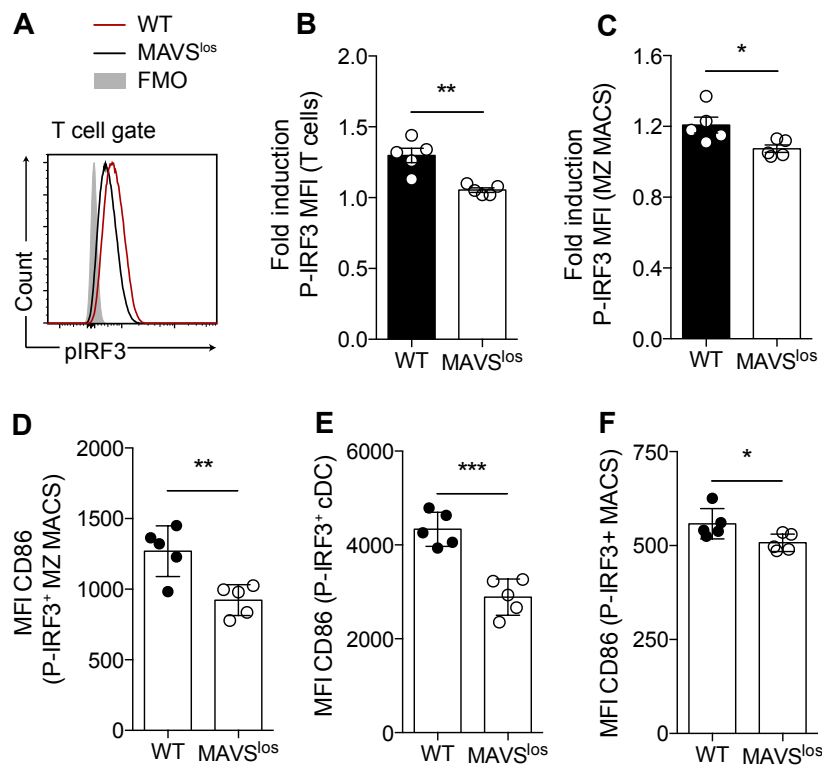 A
WT
MAVSlos
FMO
T cell gate
Count
pIRF3
B
Fold induction
P-IRF3 MFI (T cells)
2.0
1.5
1.0
0.5
0.0
**
WT
MAVSlos
C
Fold induction
P-IRF3 MFI (MZ MACS)
1.6
1.2
0.8
0.4
0.0
*
WT
MAVSlos
D
MFI CD86
(P-IRF3+ MZ MACS)
2000
1500
1000
500
0
**
WT
MAVSlos
E
MFI CD86 (P-IRF3+ cDC)
6000
4000
2000
0
***
WT
MAVSlos
F
MFI CD86 (P-IRF3+ MACS)
750
500
250
0
*
WT
MAVSlos